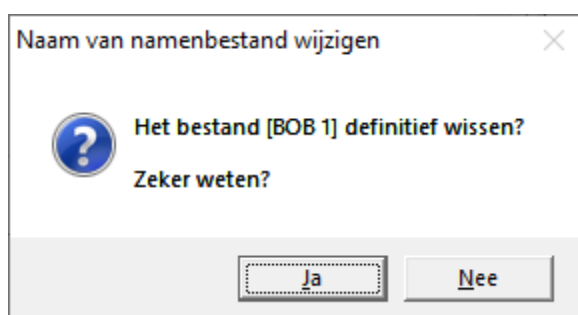 Naam van namenbestand wijzigen
Het bestand [BOB 1] definitief wissen?
Zeker weten?
Ja
Nee